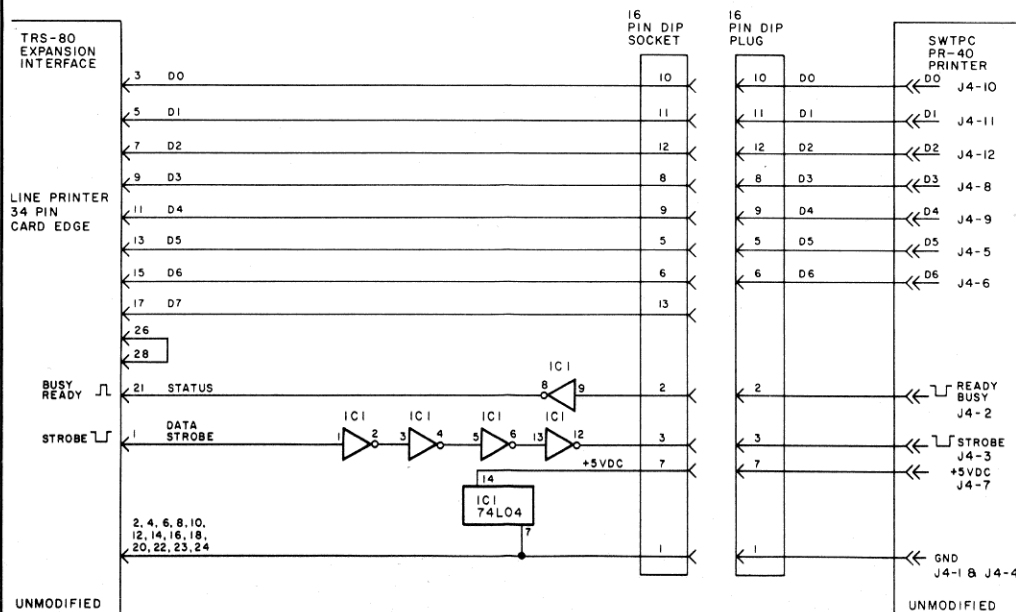 16
PIN DIP
SOCKET
16
PIN DIP
PLUG
TRS-80
EXPANSION
INTERFACE
SWTPC
PR-40
PRINTER
3 D0 10 10 D0 D0 J4-10
5 D1 11 11 D1 D1 J4-11
7 D2 12 12 D2 D2 J4-12
9 D3 8 8 D3 D3 J4-8
LINE PRINTER
34 PIN
CARD EDGE
11 D4 9 9 D4 D4 J4-9
13 D5 5 5 D5 D5 J4-5
15 D6 6 6 D6 D6 J4-6
17 D7 13
26
28
IC1
BUSY
READY
21 STATUS 8 9 2 2
READY
BUSY
J4-2
IC1 IC1 IC1 IC1
STROBE
1 DATA
STROBE
1 2 3 4 5 6 13 12 3 3
STROBE
J4-3
+5VDC 7 7
+5VDC
J4-7
14
IC1
74L04
7
2, 4, 6, 8, 10,
12, 14, 16, 18,
20, 22, 23, 24
1 1 GND
J4-1 & J4-4
UNMODIFIED
UNMODIFIED